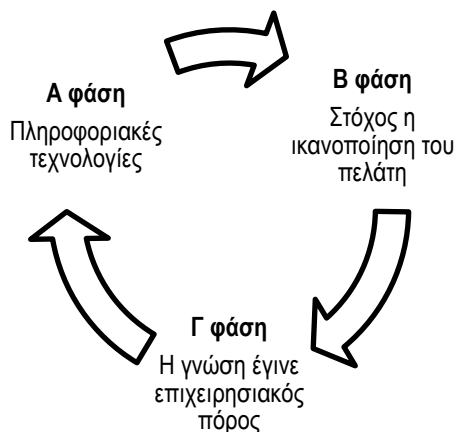 Α φάση
Πληροφοριακές
τεχνολογίες
Β φάση
Στόχος η
ικανοποίηση του
πελάτη
Γ φάση
Η γνώση έγινε
επιχειρησιακός
πόρος